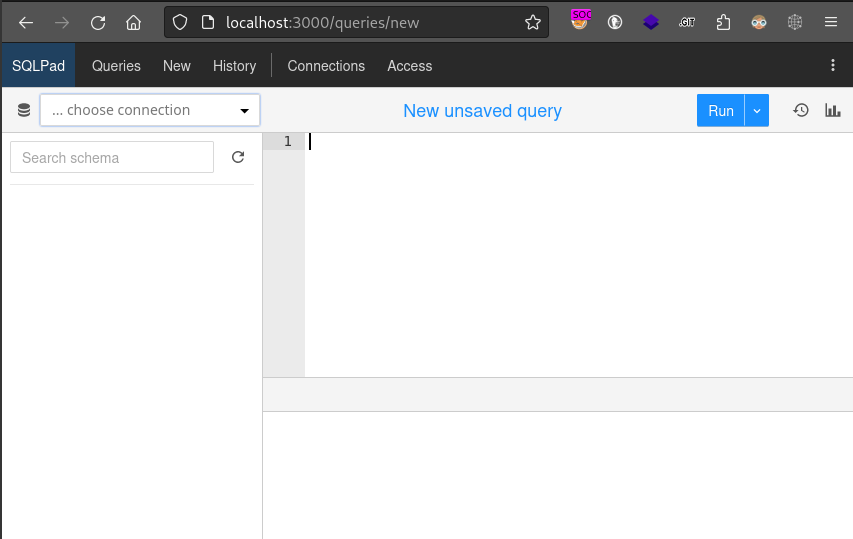 localhost:3000/queries/new
SOC
.GIT
SQLPad Queries New History Connections Access
... choose connection
New unsaved query
Run
Search schema
1